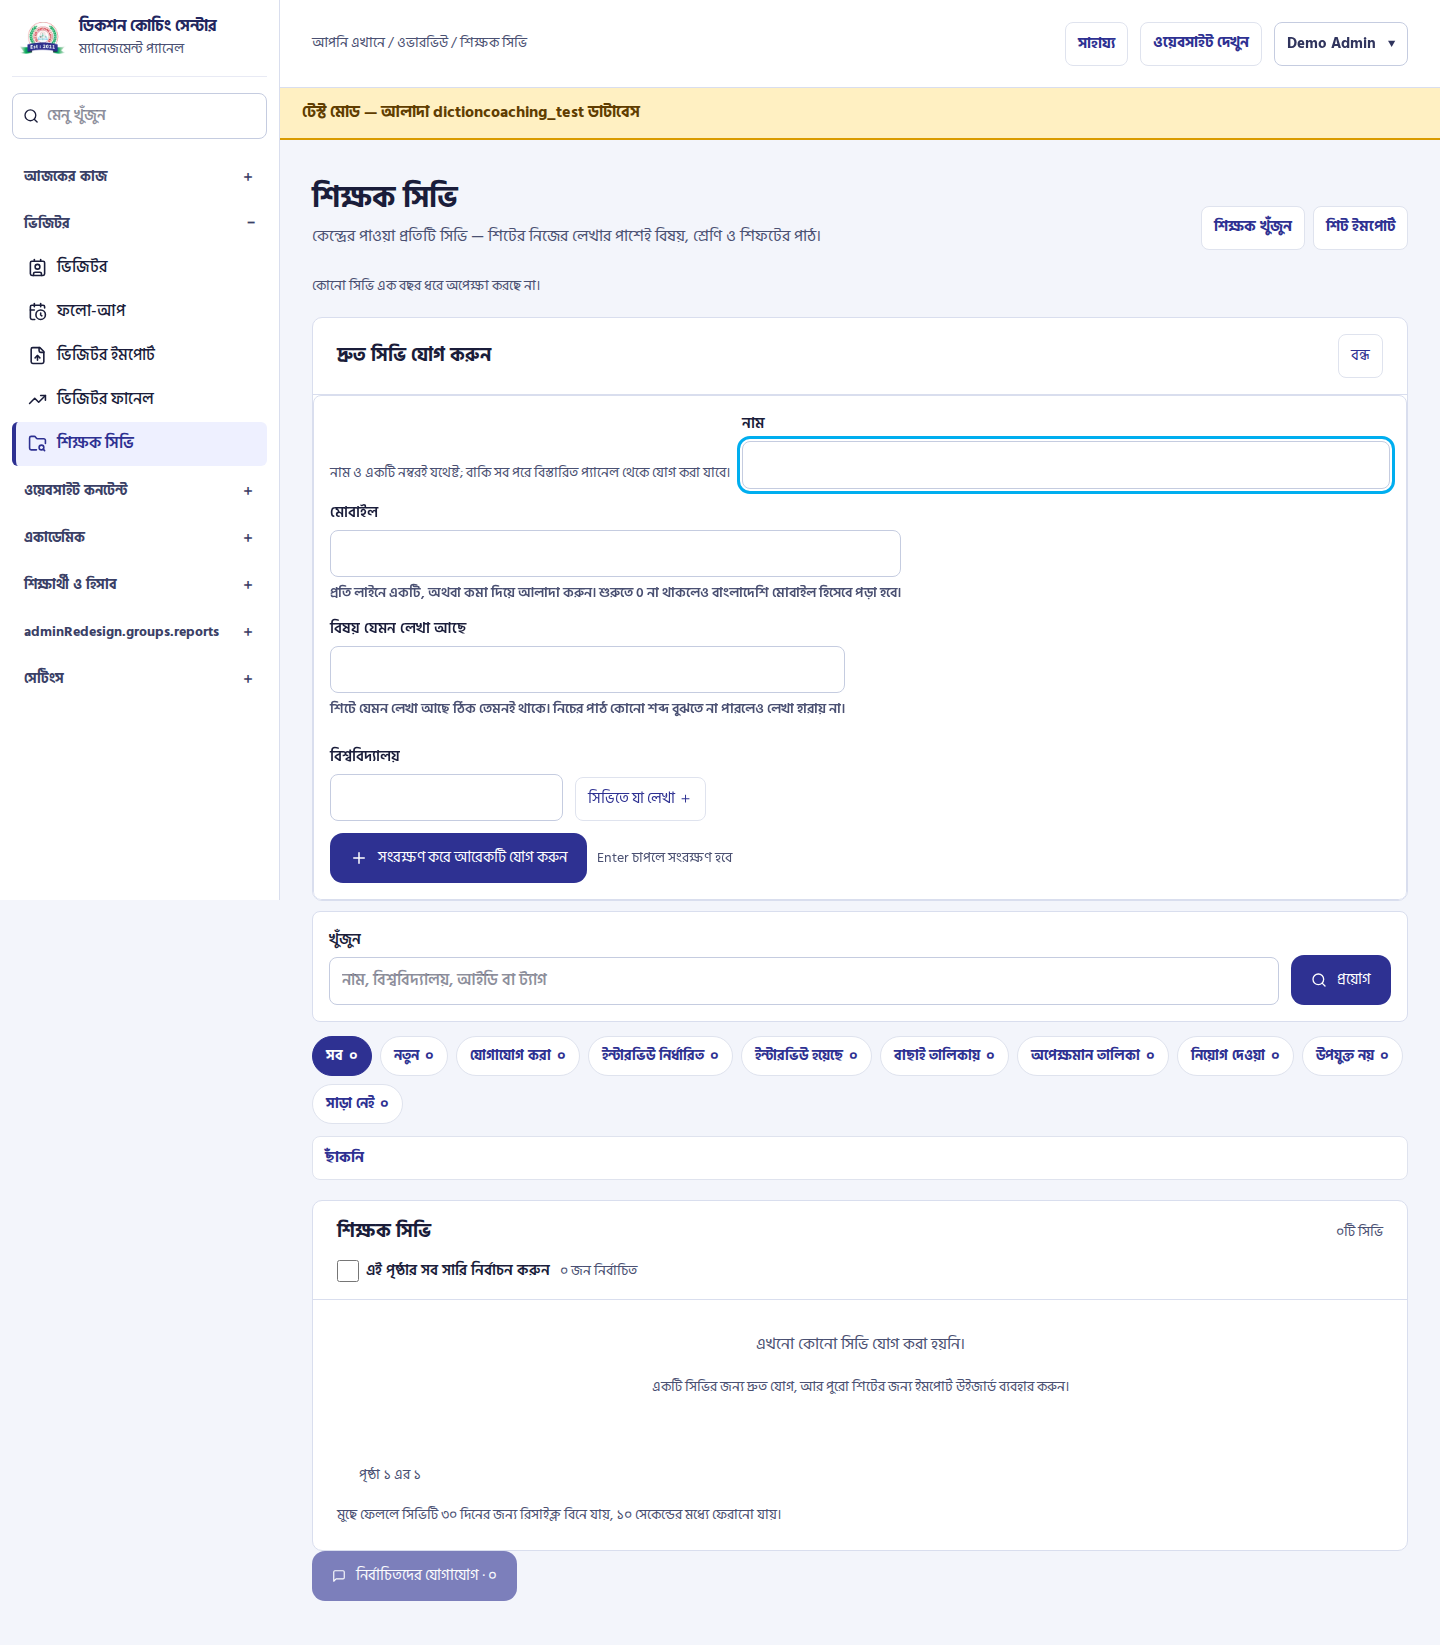 ডিকশন কোচিং সেন্টার
ম্যানেজমেন্ট প্যানেল
Est : 2011
মেনু খুঁজুন
আজকের কাজ +
ভিজিটর −
ভিজিটর
ফলো-আপ
ভিজিটর ইমপোর্ট
ভিজিটর ফানেল
শিক্ষক সিভি
ওয়েবসাইট কনটেন্ট +
একাডেমিক +
শিক্ষার্থী ও হিসাব +
adminRedesign.groups.reports +
সেটিংস +
আপনি এখানে / ওভারভিউ / শিক্ষক সিভি
সাহায্য
ওয়েবসাইট দেখুন
Demo Admin ▾
টেস্ট মোড — আলাদা dictioncoaching_test ডাটাবেস
শিক্ষক সিভি
কেন্দ্রের পাওয়া প্রতিটি সিভি — শিটের নিজের লেখার পাশেই বিষয়, শ্রেণি ও শিফটের পাঠ।
শিক্ষক খুঁজুন
শিট ইমপোর্ট
কোনো সিভি এক বছর ধরে অপেক্ষা করছে না।
দ্রুত সিভি যোগ করুন
বন্ধ
নাম
নাম ও একটি নম্বরই যথেষ্ট; বাকি সব পরে বিস্তারিত প্যানেল থেকে যোগ করা যাবে।
মোবাইল
প্রতি লাইনে একটি, অথবা কমা দিয়ে আলাদা করুন। শুরুতে 0 না থাকলেও বাংলাদেশি মোবাইল হিসেবে পড়া হবে।
বিষয় যেমন লেখা আছে
শিটে যেমন লেখা আছে ঠিক তেমনই থাকে। নিচের পাঠ কোনো শব্দ বুঝতে না পারলেও লেখা হারায় না।
বিশ্ববিদ্যালয়
সিভিতে যা লেখা +
সংরক্ষণ করে আরেকটি যোগ করুন
Enter চাপলে সংরক্ষণ হবে
খুঁজুন
নাম, বিশ্ববিদ্যালয়, আইডি বা ট্যাগ
প্রয়োগ
সব ০
নতুন ০
যোগাযোগ করা ০
ইন্টারভিউ নির্ধারিত ০
ইন্টারভিউ হয়েছে ০
বাছাই তালিকায় ০
অপেক্ষমান তালিকা ০
নিয়োগ দেওয়া ০
উপযুক্ত নয় ০
সাড়া নেই ০
ছাঁকনি
শিক্ষক সিভি
০টি সিভি
এই পৃষ্ঠার সব সারি নির্বাচন করুন ০ জন নির্বাচিত
এখনো কোনো সিভি যোগ করা হয়নি।
একটি সিভির জন্য দ্রুত যোগ, আর পুরো শিটের জন্য ইমপোর্ট উইজার্ড ব্যবহার করুন।
পৃষ্ঠা ১ এর ১
মুছে ফেললে সিভিটি ৩০ দিনের জন্য রিসাইক্ল বিনে যায়, ১০ সেকেন্ডের মধ্যে ফেরানো যায়।
নির্বাচিতদের যোগাযোগ · ০